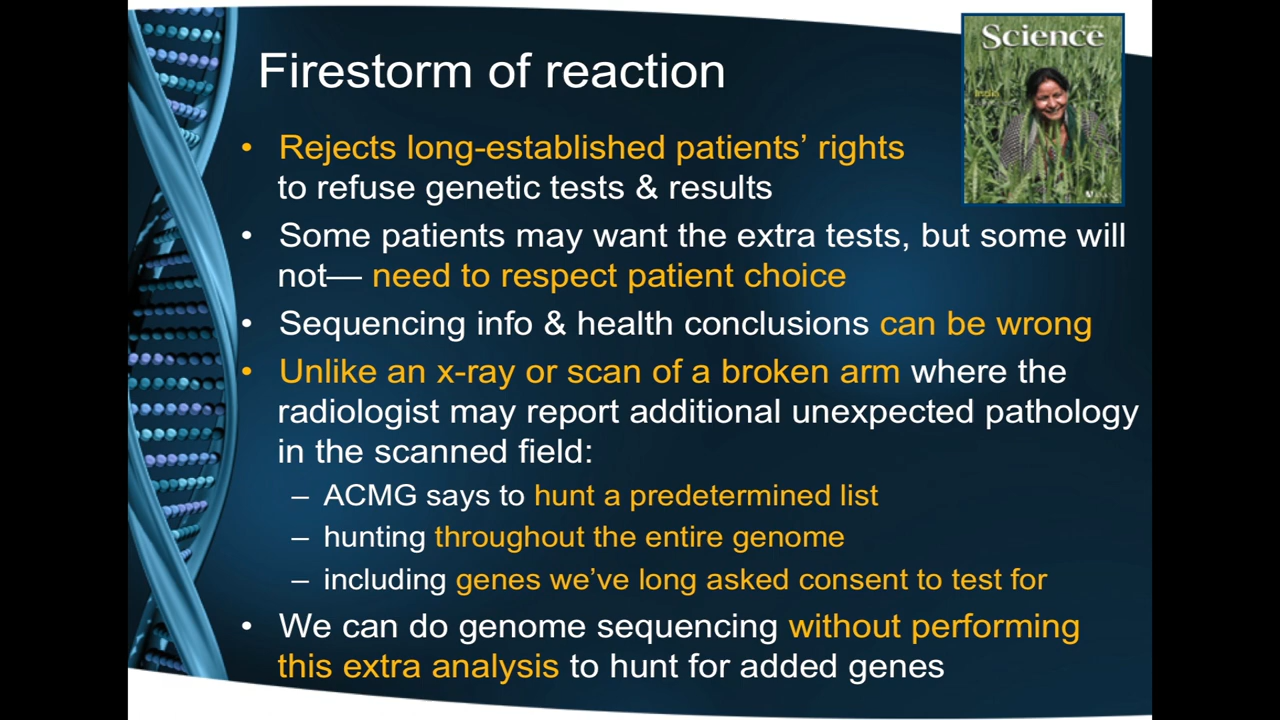 Science
Firestorm of reaction
• Rejects long-established patients’ rights
to refuse genetic tests & results
• Some patients may want the extra tests, but some will
not— need to respect patient choice
• Sequencing info & health conclusions can be wrong
• Unlike an x-ray or scan of a broken arm where the
radiologist may report additional unexpected pathology
in the scanned field:
– ACMG says to hunt a predetermined list
– hunting throughout the entire genome
– including genes we’ve long asked consent to test for
• We can do genome sequencing without performing
this extra analysis to hunt for added genes